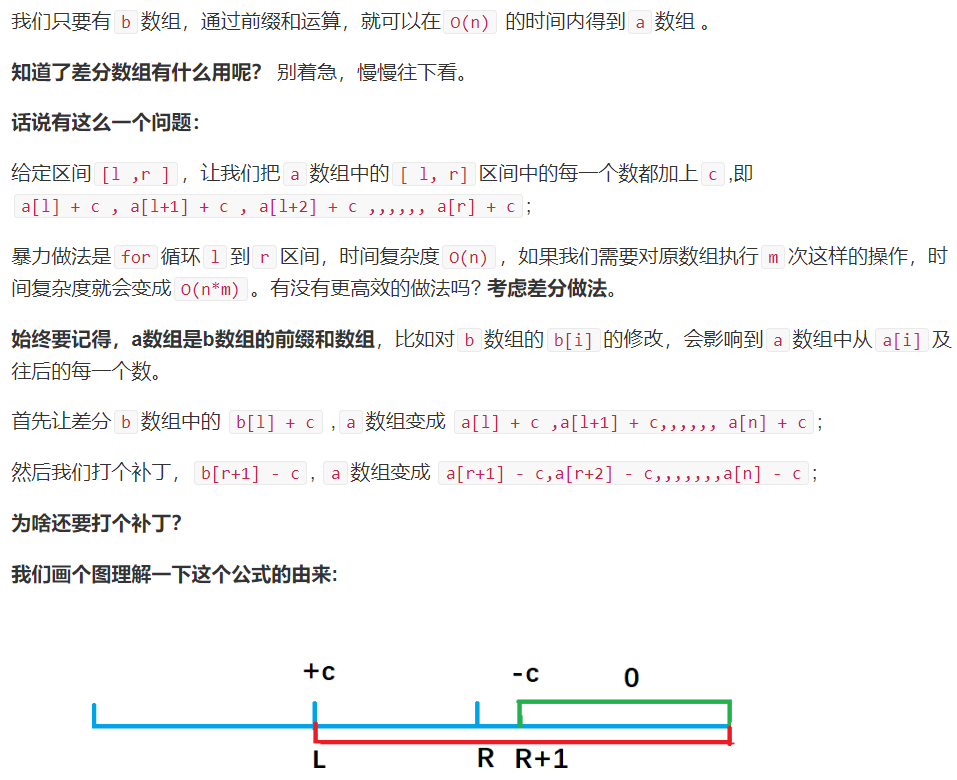 我们只要有 b 数组，通过前缀和运算，就可以在 O(n) 的时间内得到 a 数组 。
知道了差分数组有什么用呢？ 别着急，慢慢往下看。
话说有这么一个问题：
给定区间 [l ,r ] ，让我们把 a 数组中的 [ l, r] 区间中的每一个数都加上 c ,即
a[l] + c , a[l+1] + c , a[l+2] + c ,,,,,, a[r] + c ;
暴力做法是 for 循环 l 到 r 区间，时间复杂度 O(n) ，如果我们需要对原数组执行 m 次这样的操作，时
间复杂度就会变成 O(n*m) 。有没有更高效的做法吗? 考虑差分做法。
始终要记得，a数组是b数组的前缀和数组，比如对 b 数组的 b[i] 的修改，会影响到 a 数组中从 a[i] 及
往后的每一个数。
首先让差分 b 数组中的 b[l] + c , a 数组变成 a[l] + c ,a[l+1] + c,,,,,, a[n] + c ;
然后我们打个补丁， b[r+1] - c , a 数组变成 a[r+1] - c,a[r+2] - c,,,,,,,a[n] - c ;
为啥还要打个补丁？
我们画个图理解一下这个公式的由来:
+c -c 0
L R R+1